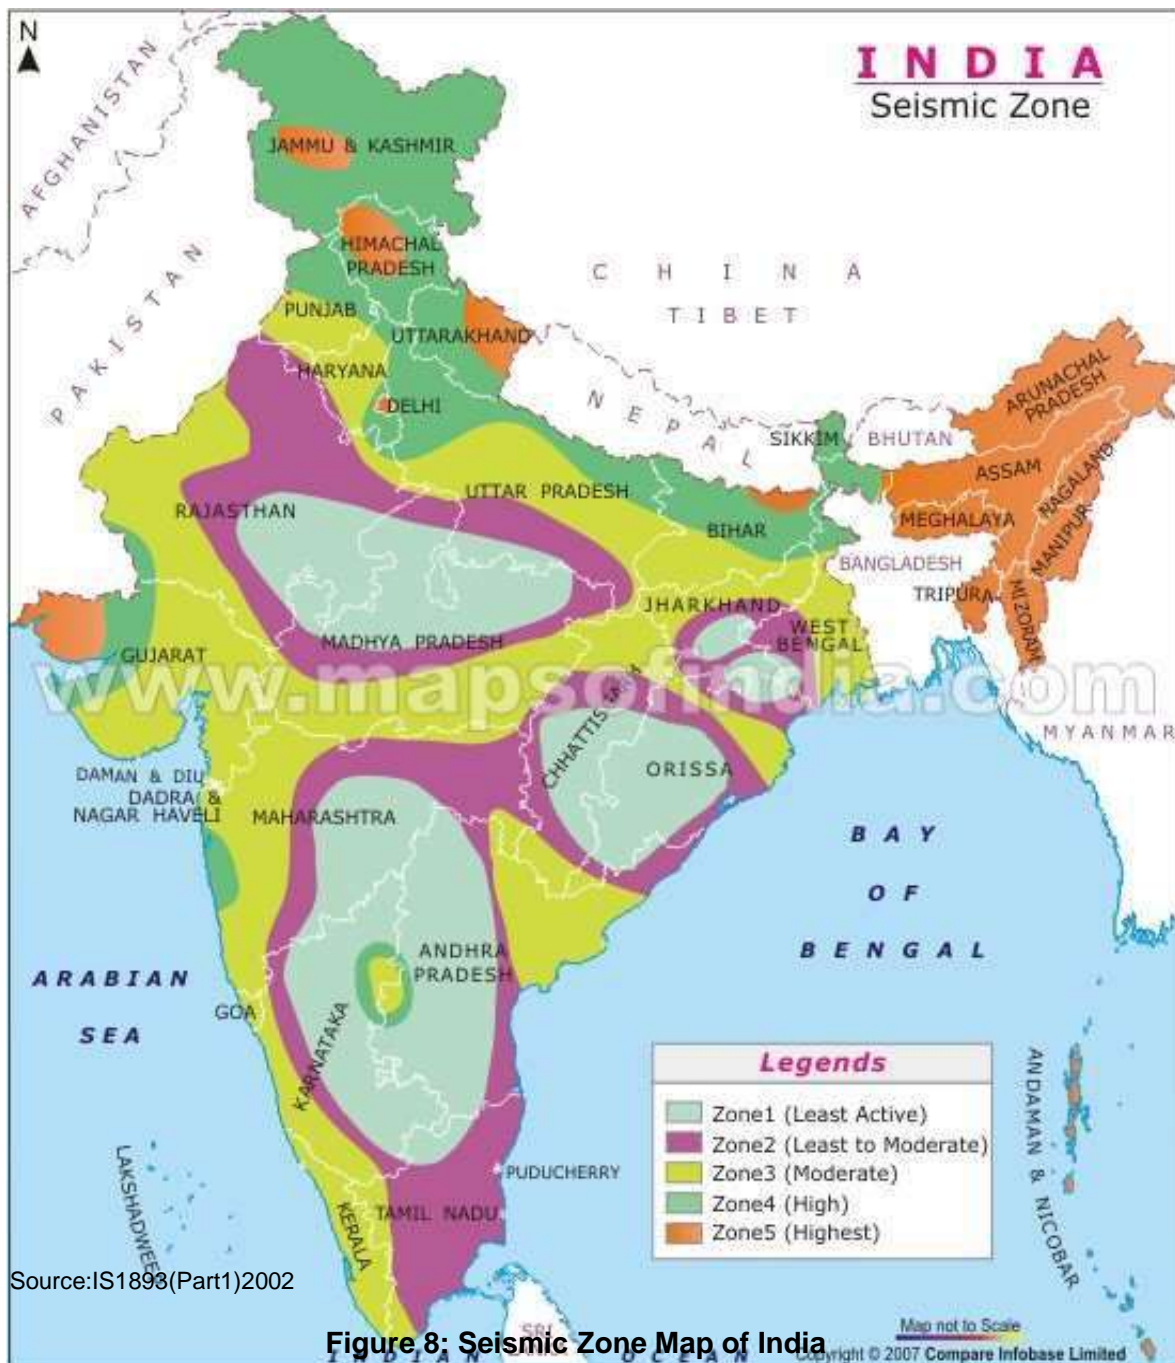 N
INDIA
Seismic Zone
AFGHANISTAN
JAMMU & KASHMIR
PAKISTAN
HIMACHAL
PRADESH
CHINA
TIBET
PUNJAB
UTTARAKHAND
HARYANA
DELHI
NEPAL
SIKKIM
BHUTAN
ARUNACHAL
PRADESH
ASSAM
NAGALAND
UTTAR PRADESH
RAJASTHAN
BIHAR
MEGHALAYA
MANIPUR
BANGLADESH
TRIPURA
MIZORAM
JHARKHAND
WEST
BENGAL
MADHYA PRADESH
GUJARAT
www.mapsofindia.com
MYANMAR
CHHATTISGARH
ORISSA
DAMAN & DIU
DADRA &
NAGAR HAVELI
MAHARASHTRA
BAY
OF
BENGAL
ANDHRA
PRADESH
ARABIAN
SEA
GOA
KARNATAKA
Legends
Zone1 (Least Active)
Zone2 (Least to Moderate)
Zone3 (Moderate)
Zone4 (High)
Zone5 (Highest)
ANDAMAN & NICOBAR
LAKSHADWEEP
PUDUCHERRY
TAMIL NADU
KERALA
Source:IS1893(Part1)2002
SRI
Map not to Scale
Figure 8: Seismic Zone Map of India
INDIAN OCEAN
Copyright © 2007 Compare Infobase Limited